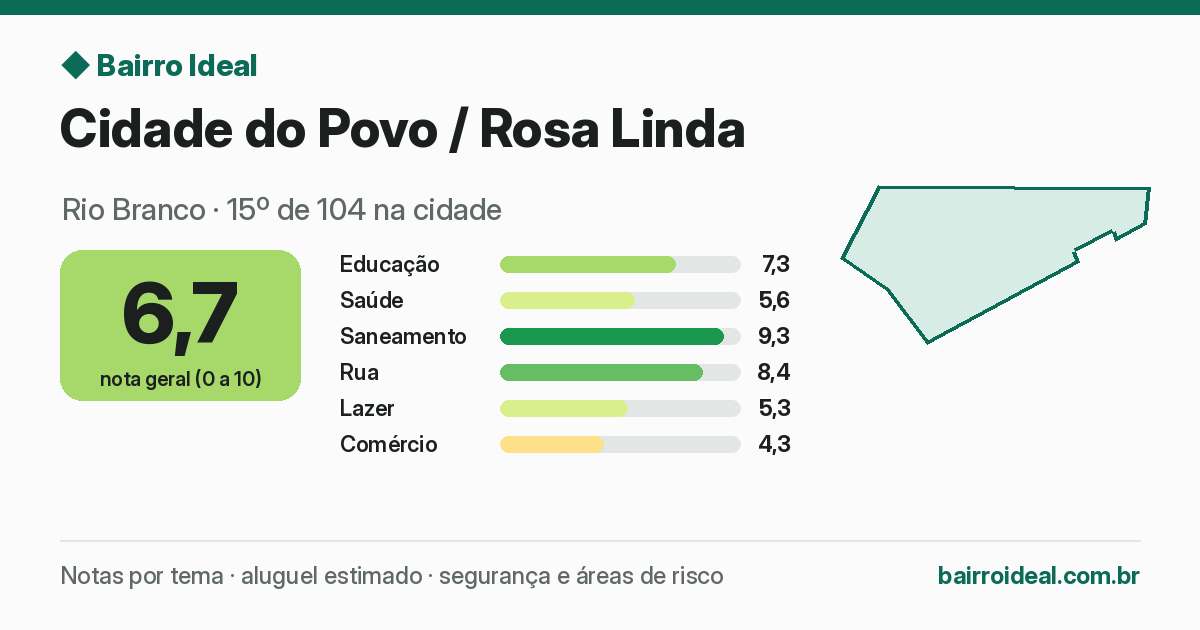 Bairro Ideal
Cidade do Povo / Rosa Linda
Rio Branco · 15º de 104 na cidade
6,7
nota geral (0 a 10)
Educação 7,3
Saúde 5,6
Saneamento 9,3
Rua 8,4
Lazer 5,3
Comércio 4,3
Notas por tema · aluguel estimado · segurança e áreas de risco
bairroideal.com.br